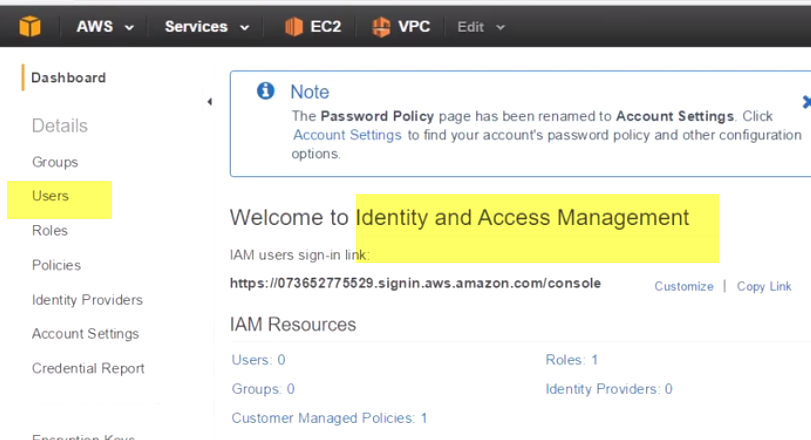 AWS Services EC2 VPC Edit
Dashboard
Details
Groups
Users
Roles
Policies
Identity Providers
Account Settings
Credential Report
Encryption Keys
Note
The Password Policy page has been renamed to Account Settings. Click
Account Settings to find your account's password policy and other configuration
options.
Welcome to Identity and Access Management
IAM users sign-in link:
https://073652775529.signin.aws.amazon.com/console Customize | Copy Link
IAM Resources
Users: 0 Roles: 1
Groups: 0 Identity Providers: 0
Customer Managed Policies: 1